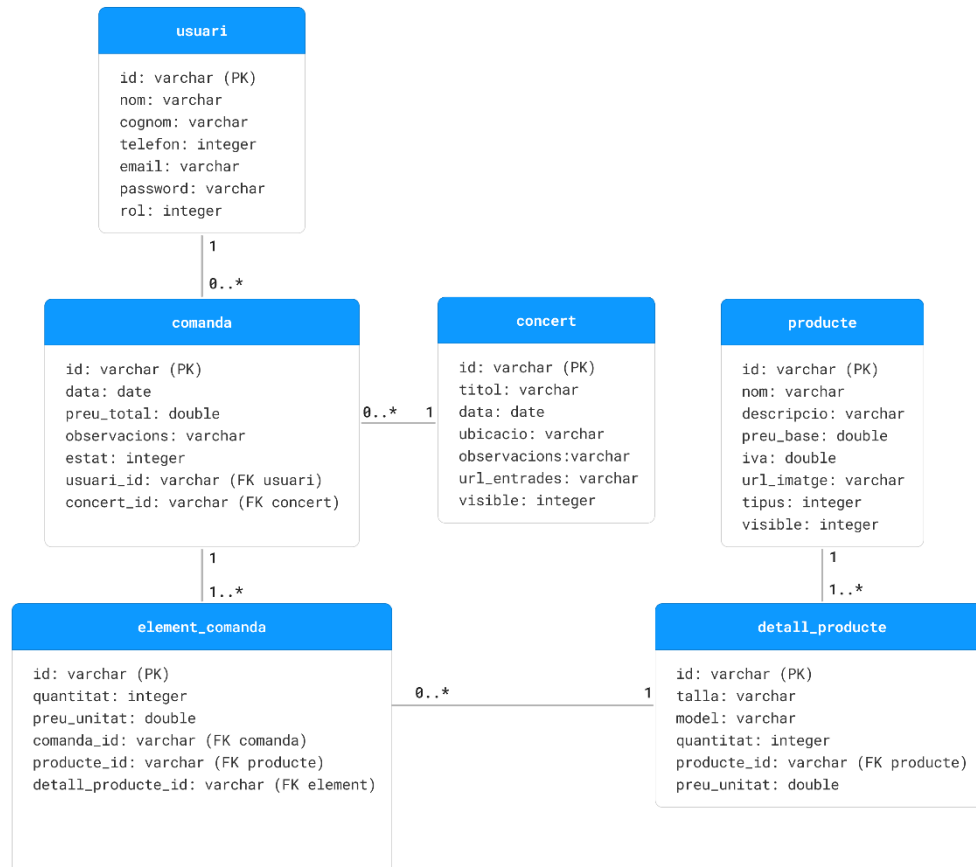 usuari
id: varchar (PK)
nom: varchar
cognom: varchar
telefon: integer
email: varchar
password: varchar
rol: integer
1
0..*
comanda
id: varchar (PK)
data: date
preu_total: double
observacions: varchar
estat: integer
usuari_id: varchar (FK usuari)
concert_id: varchar (FK concert)
0..* 1
concert
id: varchar (PK)
titol: varchar
data: date
ubicacio: varchar
observacions:varchar
url_entrades: varchar
visible: integer
producte
id: varchar (PK)
nom: varchar
descripcio: varchar
preu_base: double
iva: double
url_imatge: varchar
tipus: integer
visible: integer
1
1..*
1
1..*
element_comanda
id: varchar (PK)
quantitat: integer
preu_unitat: double
comanda_id: varchar (FK comanda)
producte_id: varchar (FK producte)
detall_producte_id: varchar (FK element)
0..* 1
detall_producte
id: varchar (PK)
talla: varchar
model: varchar
quantitat: integer
producte_id: varchar (FK producte)
preu_unitat: double